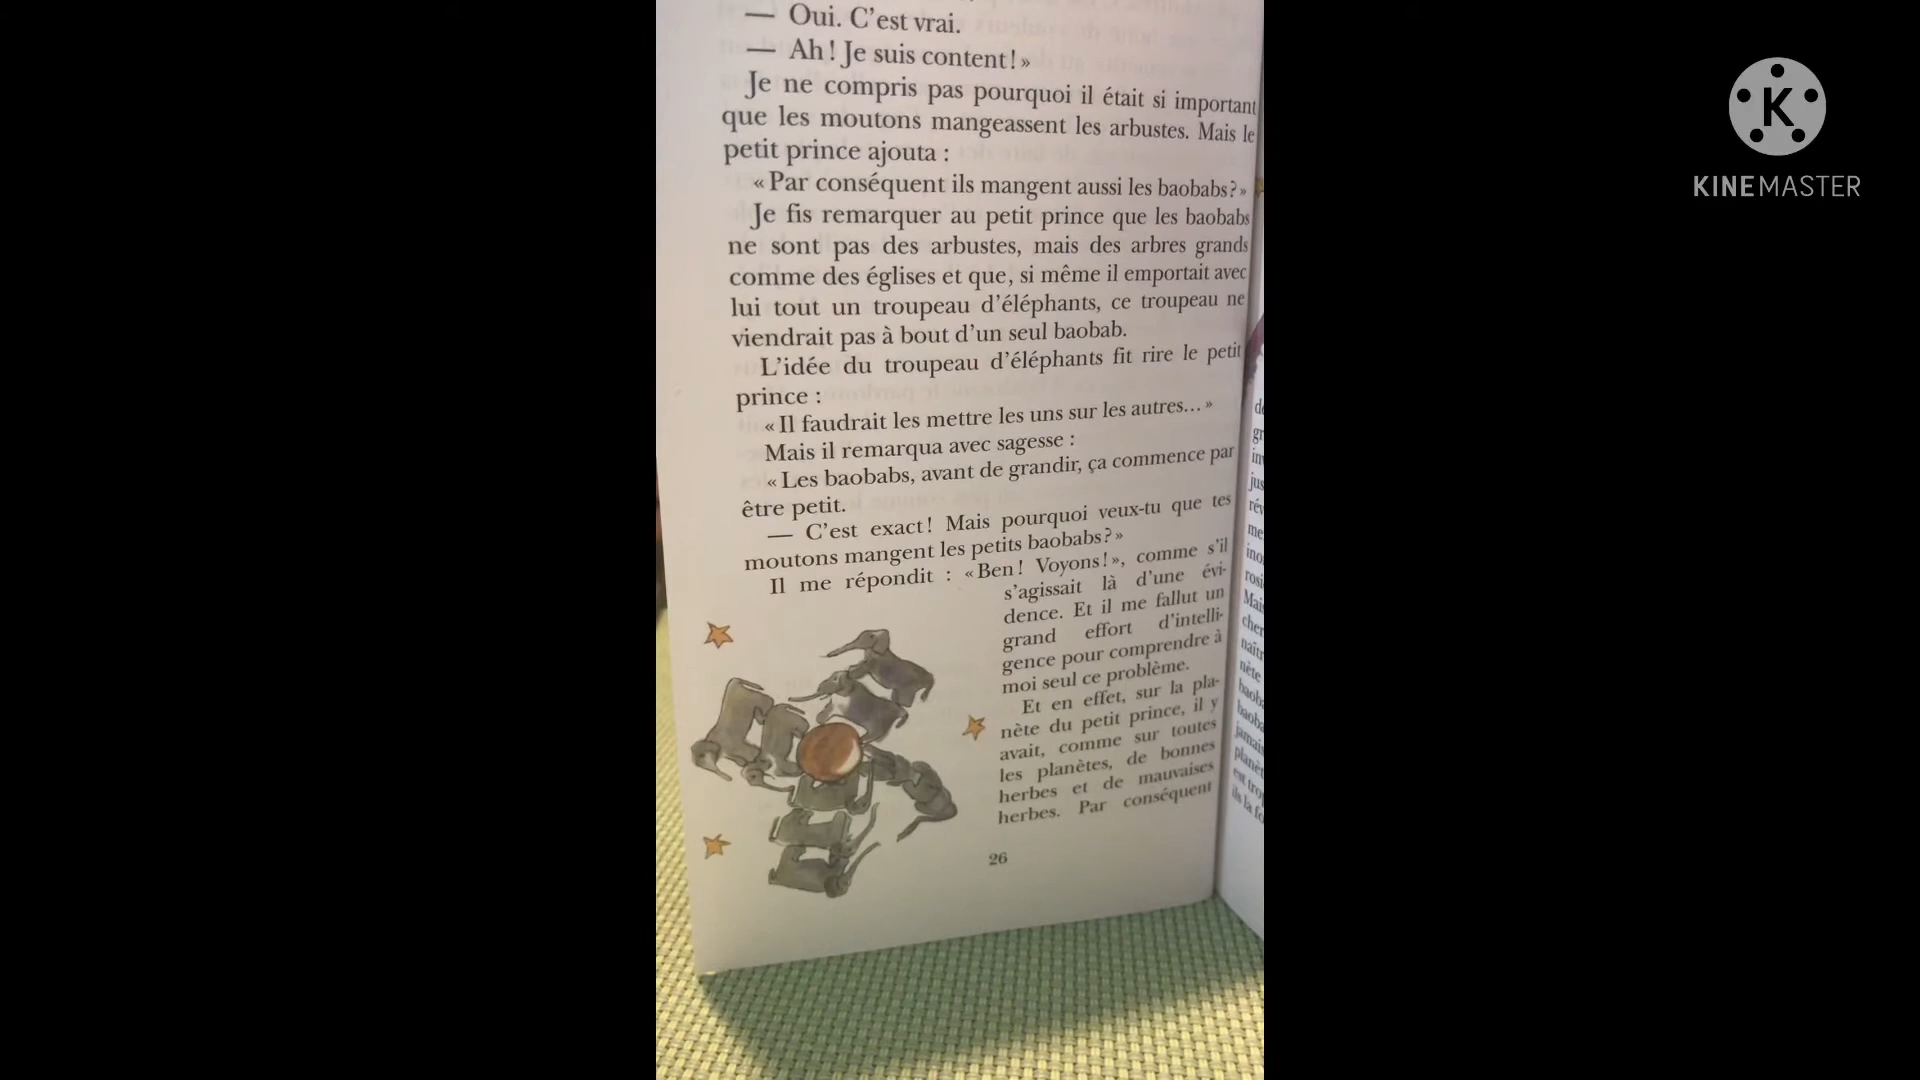 — Oui. C'est vrai.
— Ah ! Je suis content ! »
Je ne compris pas pourquoi il était si important
que les moutons mangeassent les arbustes. Mais le
petit prince ajouta :
« Par conséquent ils mangent aussi les baobabs ? »
Je fis remarquer au petit prince que les baobabs
ne sont pas des arbustes, mais des arbres grands
comme des églises et que, si même il emportait avec
lui tout un troupeau d'éléphants, ce troupeau ne
viendrait pas à bout d'un seul baobab.
L'idée du troupeau d'éléphants fit rire le petit
prince :
« Il faudrait les mettre les uns sur les autres... »
Mais il remarqua avec sagesse :
« Les baobabs, avant de grandir, ça commence par
être petit.
— C'est exact ! Mais pourquoi veux-tu que tes
moutons mangent les petits baobabs ? »
Il me répondit : « Ben ! Voyons ! », comme s'il
s'agissait là d'une évi-
dence. Et il me fallut un
grand effort d'intelli-
gence pour comprendre à
moi seul ce problème.
Et en effet, sur la pla-
nète du petit prince, il y
avait, comme sur toutes
les planètes, de bonnes
herbes et de mauvaises
herbes. Par conséquent
26
K
KINEMASTER